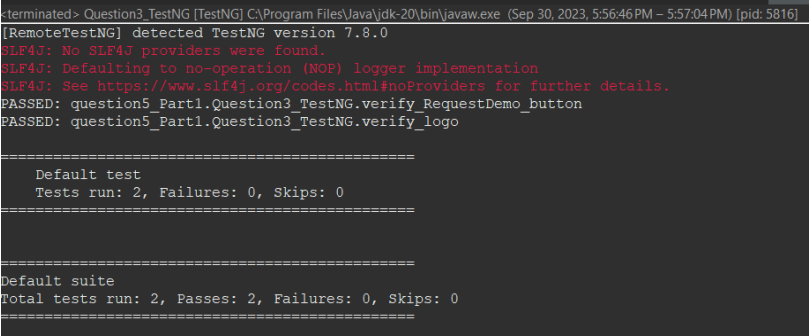 <terminated> Question3_TestNG [TestNG] C:\Program Files\Java\jdk-20\bin\javaw.exe (Sep 30, 2023, 5:56:46 PM – 5:57:04 PM) [pid: 5816]
[RemoteTestNG] detected TestNG version 7.8.0
SLF4J: No SLF4J providers were found.
SLF4J: Defaulting to no-operation (NOP) logger implementation
SLF4J: See https://www.slf4j.org/codes.html#noProviders for further details.
PASSED: question5_Part1.Question3_TestNG.verify_RequestDemo_button
PASSED: question5_Part1.Question3_TestNG.verify_logo
===============================================
Default test
Tests run: 2, Failures: 0, Skips: 0
===============================================
===============================================
Default suite
Total tests run: 2, Passes: 2, Failures: 0, Skips: 0
===============================================